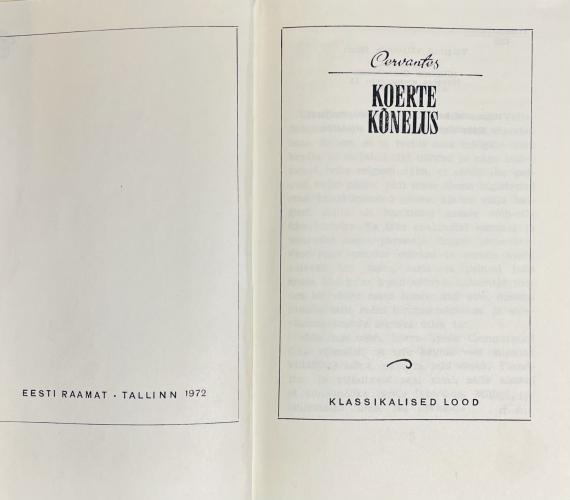 EESTI RAAMAT · TALLINN 1972
Cervantes
KOERTE
KÕNELUS
KLASSIKALISED LOOD